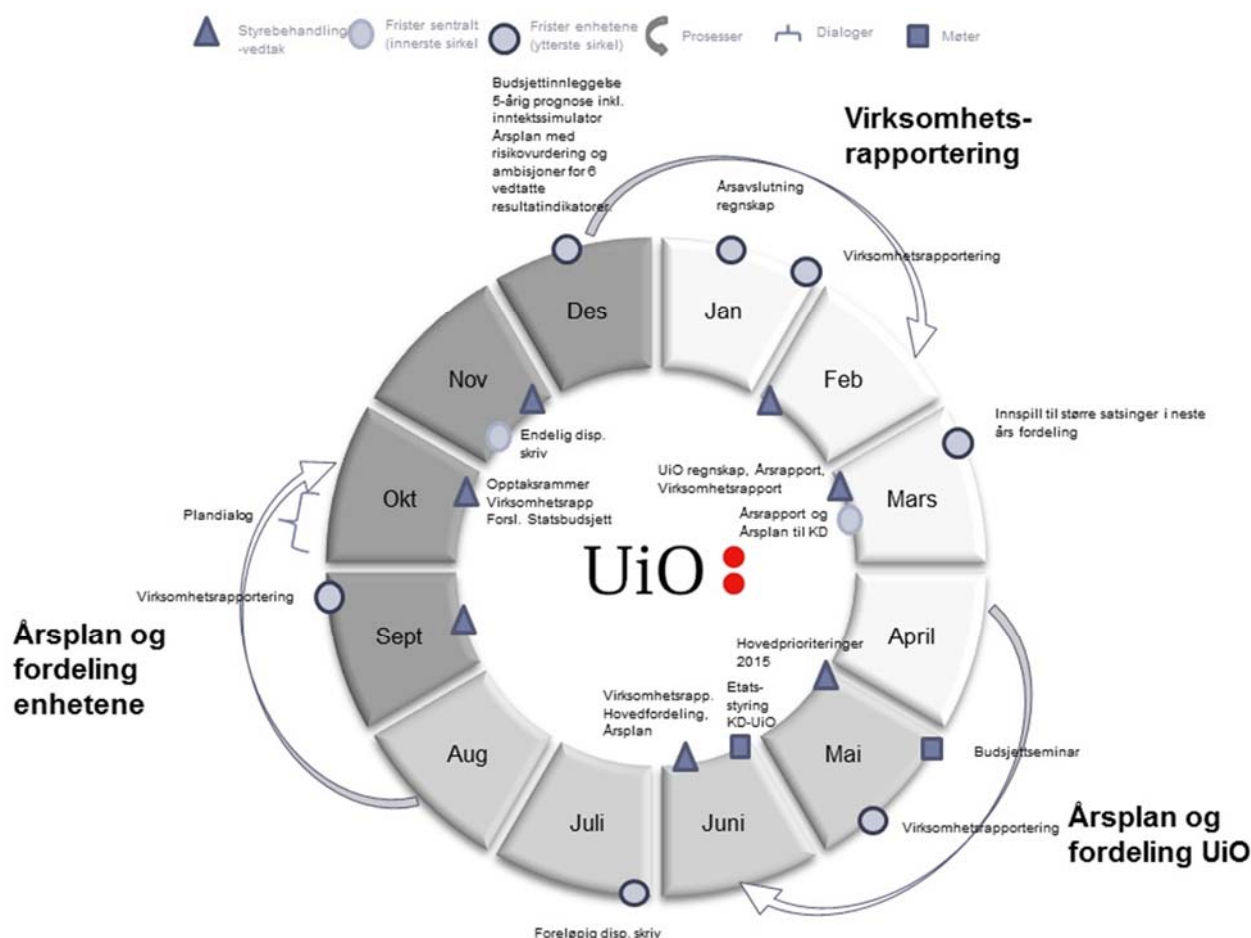 Styrebehandling
-vedtak
Frister sentralt
(innerste sirkel)
Frister enhetene
(ytterste sirkel)
Prosesser
Dialoger
Møter
Budsjettinnleggelse
5-årig prognose inkl.
inntektssimulator
Årsplan med
risikovurdering og
ambisjoner for 6
vedtatte
resultatindikatorer.
Virksomhets-
rapportering
Årsavslutning
regnskap
Virksomhetsrapportering
Des
Jan
Nov
Feb
Endelig disp.
skriv
Innspill til større satsinger i neste
års fordeling
Okt
Opptaksrammer
Virksomhetsrapp
Forsl. Statsbudsjett
UiO regnskap, Årsrapport,
Virksomhetsrapport
Mars
Plandialog
Årsrapport og
Årsplan til KD
UiO
Virksomhetsrapportering
Årsplan og
fordeling
enhetene
Sept
April
Hovedprioriteringer
2015
Virksomhetsrapp.
Hovedfordeling,
Årsplan
Etats-
styring
KD-UiO
Aug
Mai
Budsjettseminar
Juli
Juni
Virksomhetsrapportering
Årsplan og
fordeling UiO
Foreløpig disp. skriv